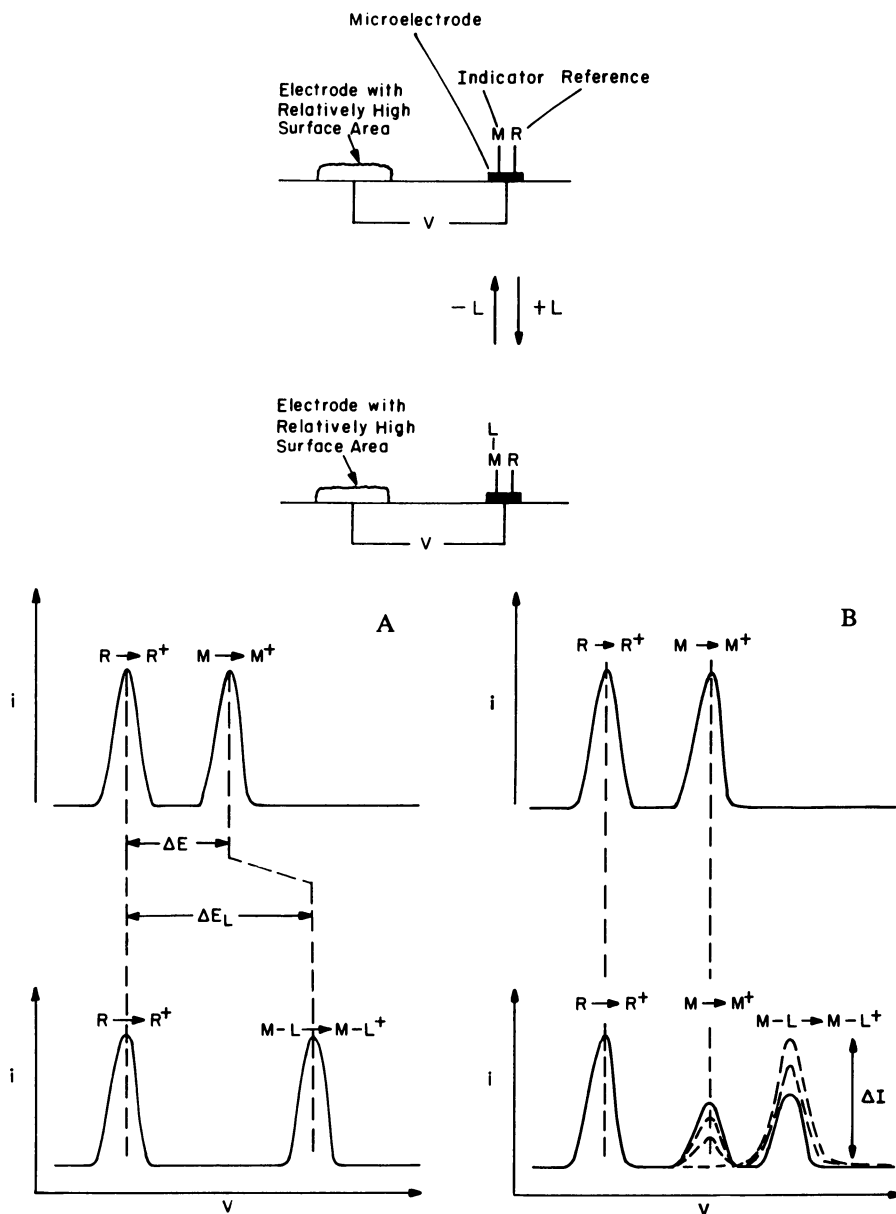 Microelectrode
Electrode with
Relatively High
Surface Area
Indicator Reference
M R
V
– L + L
Electrode with
Relatively High
Surface Area
L
M R
V
A
R → R+
M → M+
i
ΔE
ΔEL
R → R+
M-L → M-L+
i
V
B
R → R+
M → M+
i
R → R+
M → M+
M-L → M-L+
i
ΔI
V